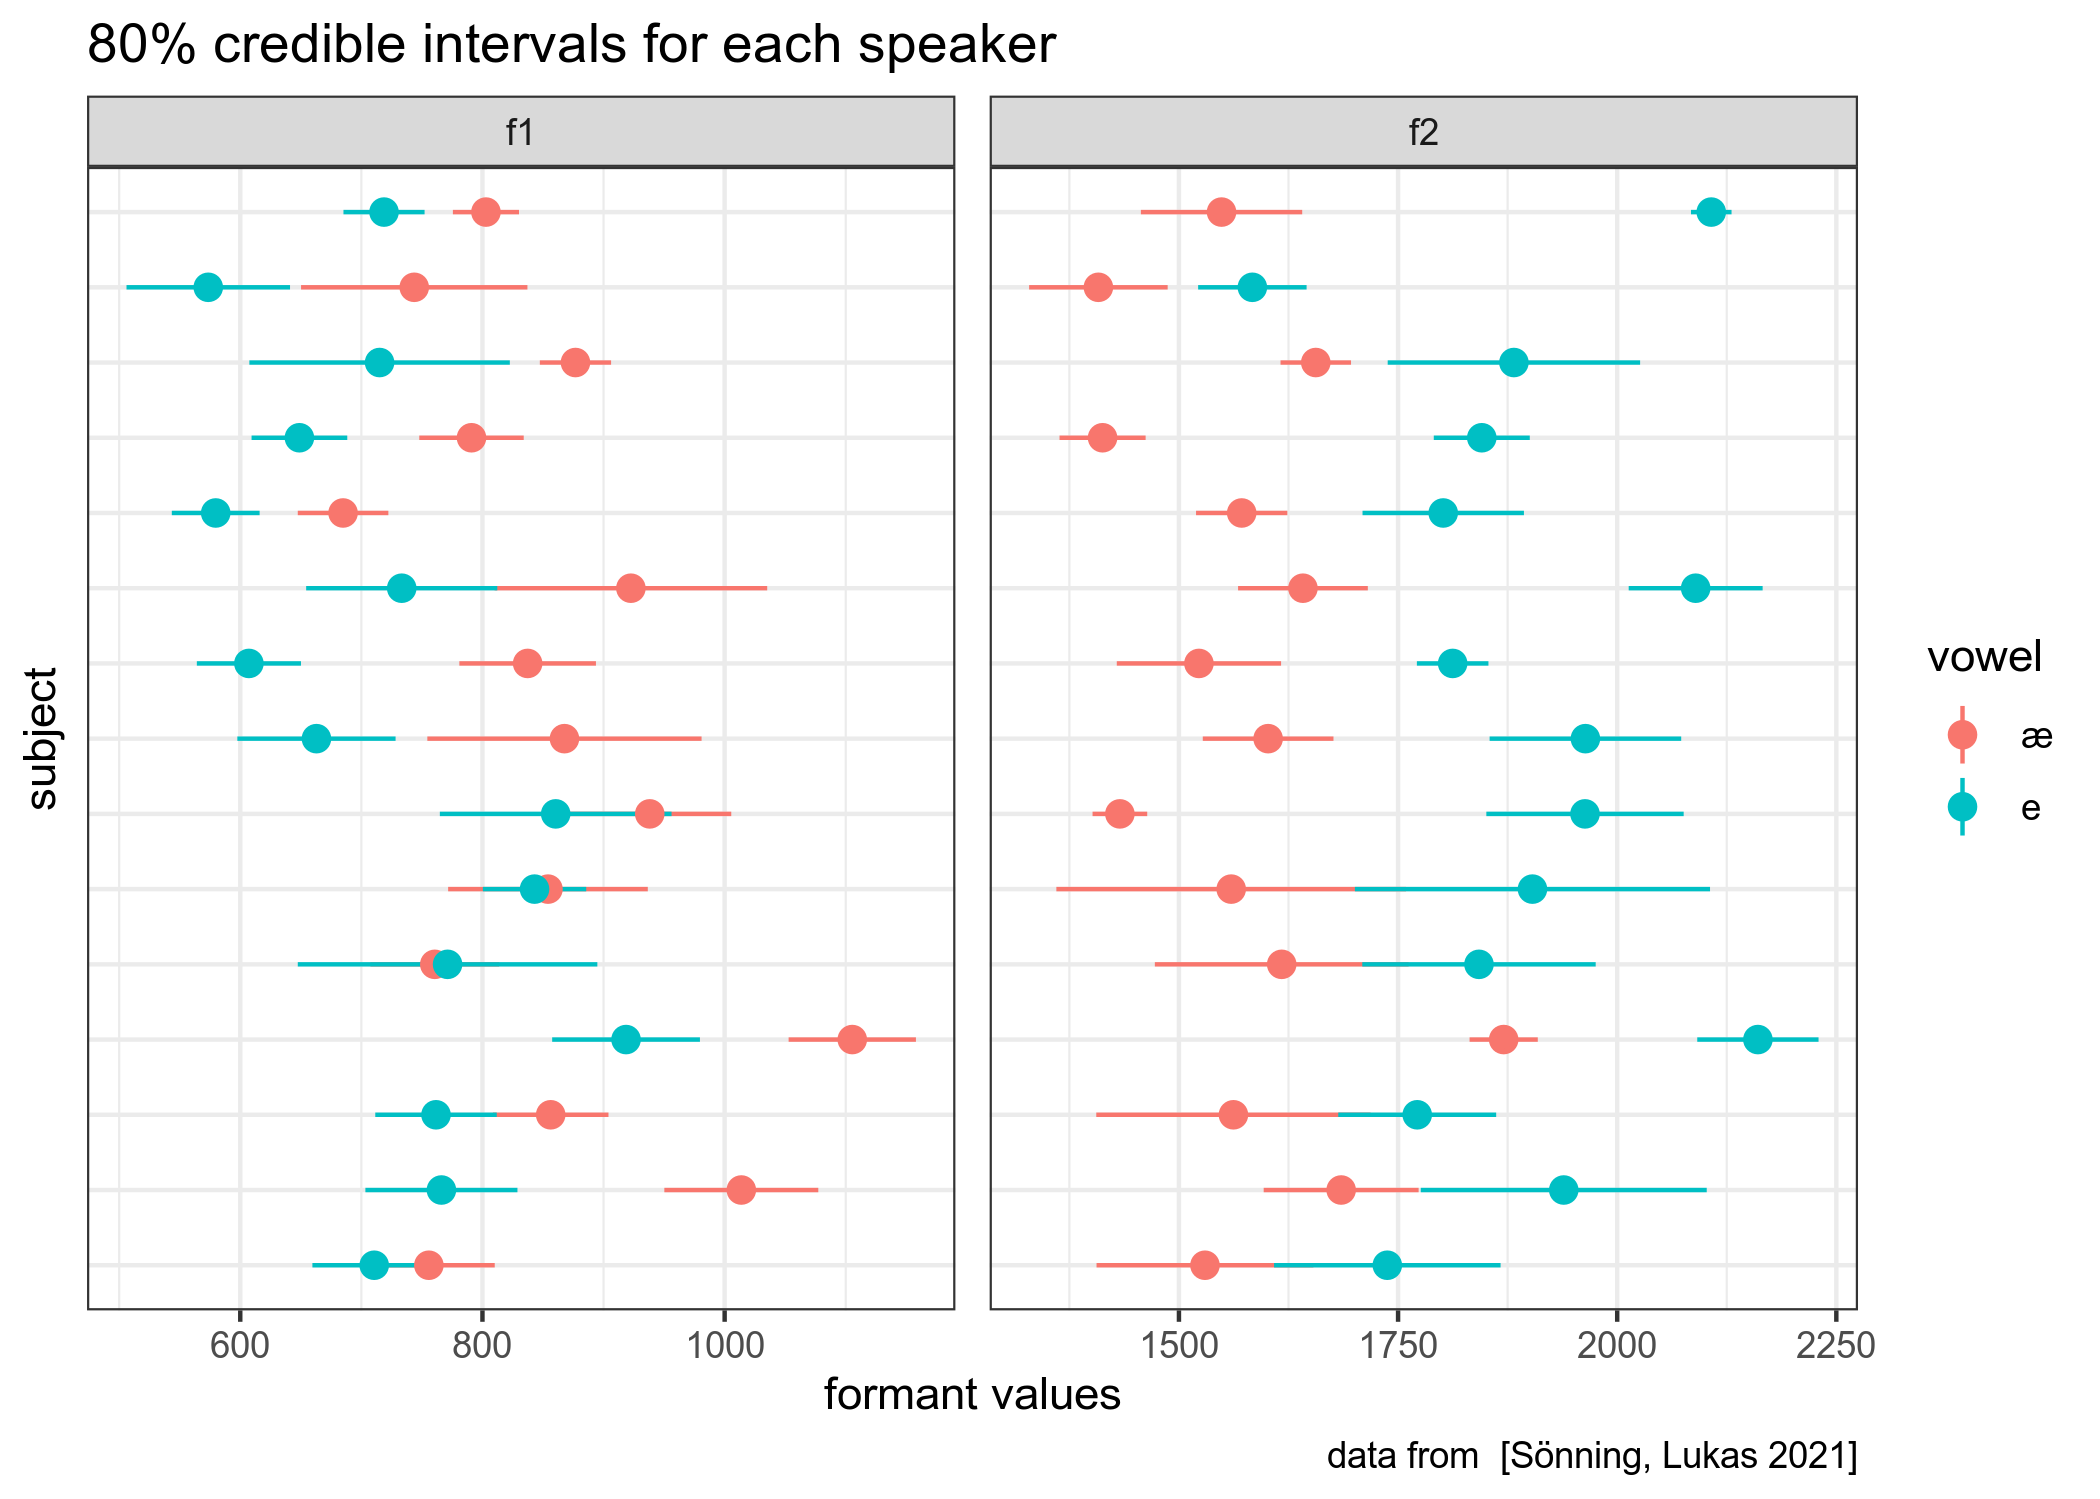 80% credible intervals for each speaker
f1
f2
subject
600
800
1000
1500
1750
2000
2250
formant values
vowel
æ
e
data from  [Sönning, Lukas 2021]